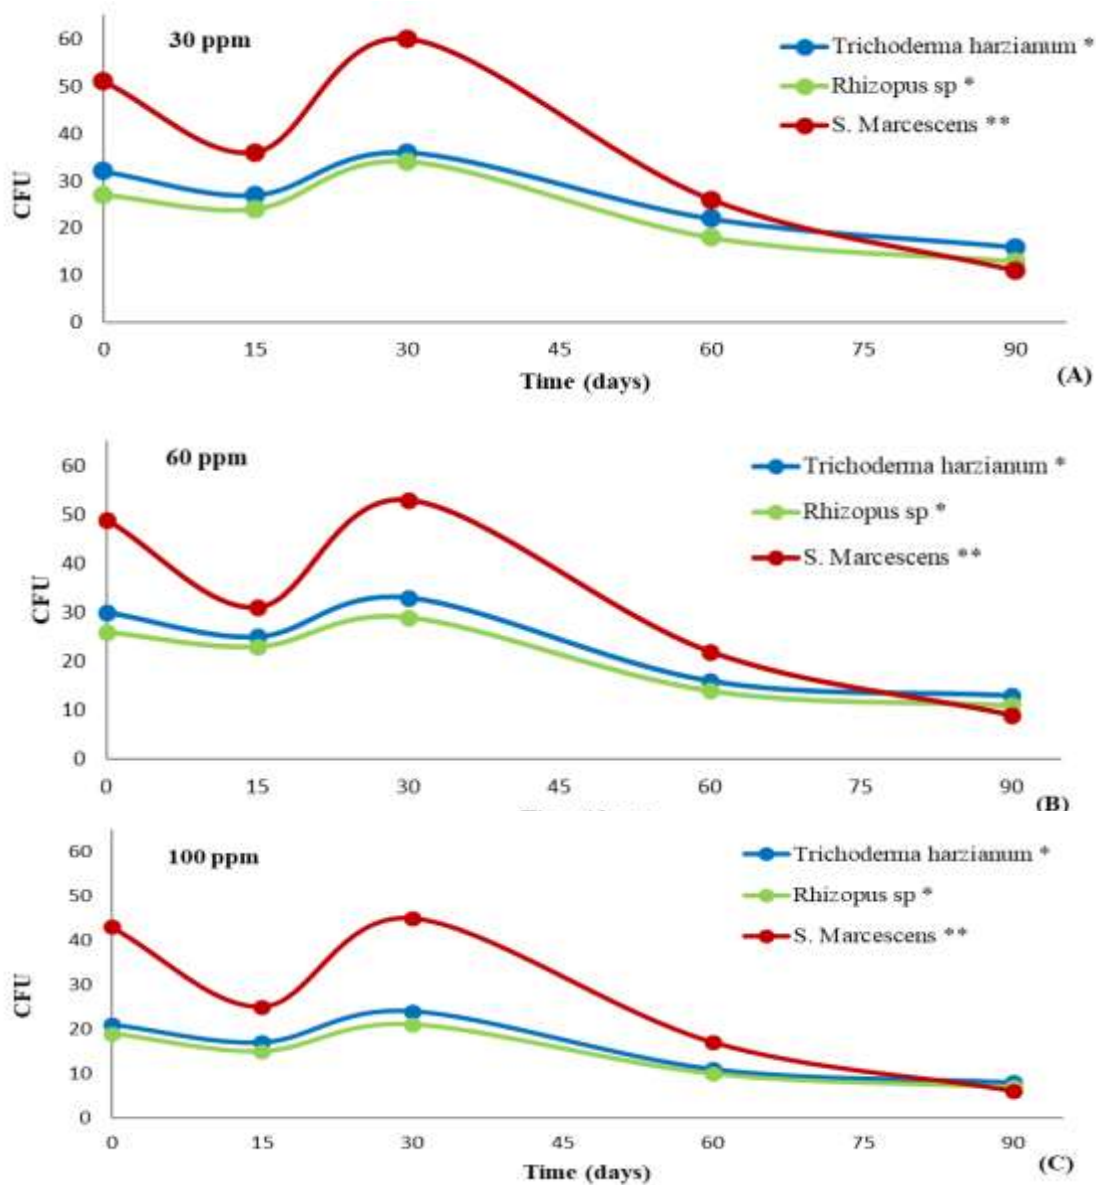 30 ppm
Trichoderma harzianum *
Rhizopus sp *
S. Marcescens **
CFU
60
50
40
30
20
10
0
0 15 30 45 60 75 90
Time (days)
(A)
60 ppm
Trichoderma harzianum *
Rhizopus sp *
S. Marcescens **
CFU
60
50
40
30
20
10
0
0 15 30 45 60 75 90
(B)
100 ppm
Trichoderma harzianum *
Rhizopus sp *
S. Marcescens **
CFU
60
50
40
30
20
10
0
0 15 30 45 60 75 90
Time (days)
(C)